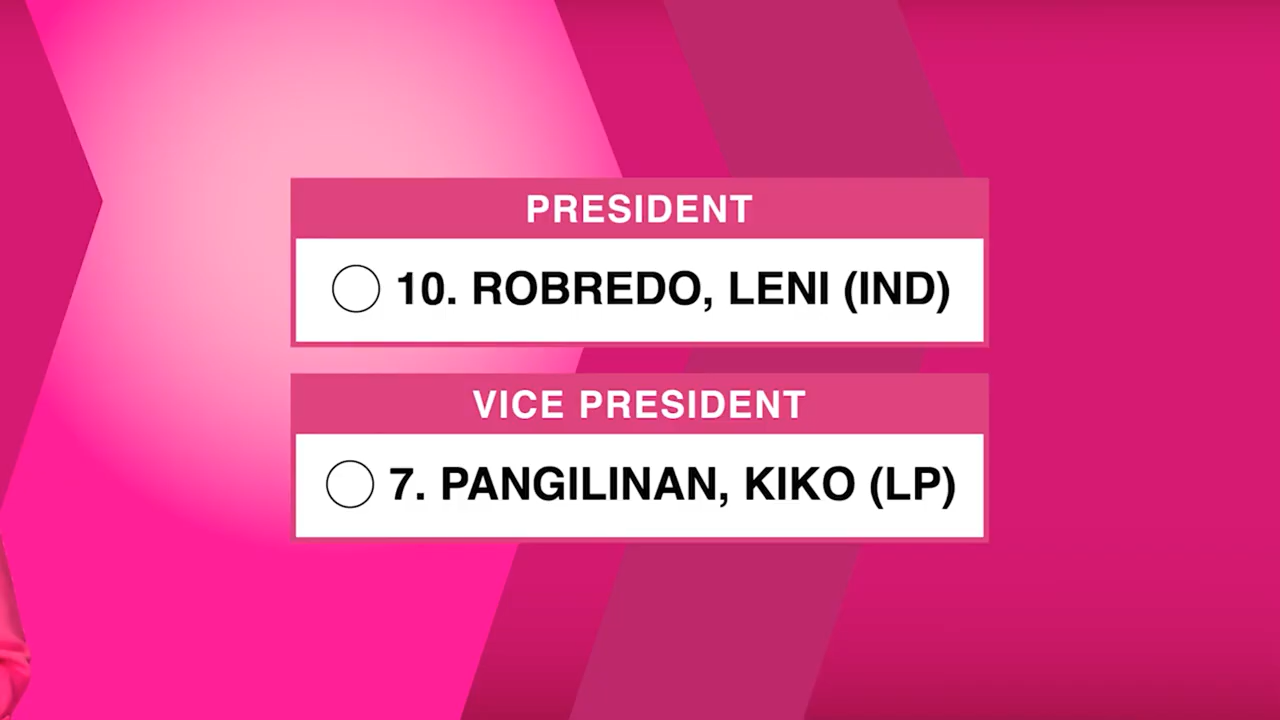 PRESIDENT
10. ROBREDO, LENI (IND)
VICE PRESIDENT
7. PANGILINAN, KIKO (LP)